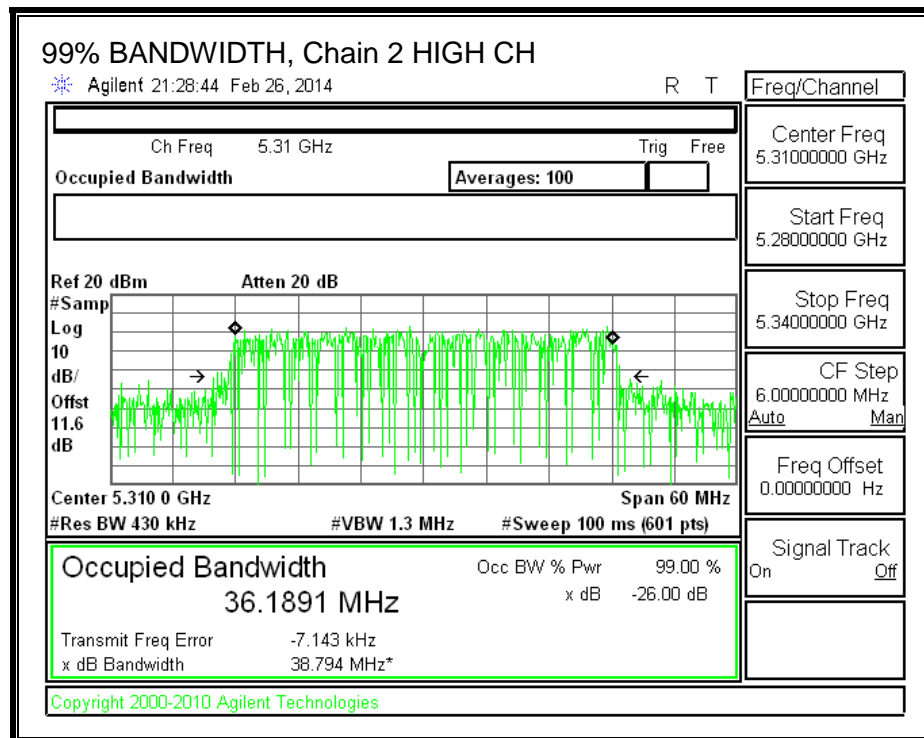 99% BANDWIDTH, Chain 2 HIGH CH
Agilent 21:28:44 Feb 26, 2014 R T
Freq/Channel
Ch Freq 5.31 GHz Trig Free
Occupied Bandwidth Averages: 100
Center Freq
5.31000000 GHz
Start Freq
5.28000000 GHz
Stop Freq
5.34000000 GHz
CF Step
6.00000000 MHz
Auto Man
Freq Offset
0.00000000 Hz
Signal Track
On Off
Ref 20 dBm Atten 20 dB
#Samp
Log
10
dB/
Offst
11.6
dB
Center 5.310 0 GHz Span 60 MHz
#Res BW 430 kHz #VBW 1.3 MHz #Sweep 100 ms (601 pts)
Occupied Bandwidth Occ BW % Pwr 99.00 %
36.1891 MHz x dB -26.00 dB
Transmit Freq Error -7.143 kHz
x dB Bandwidth 38.794 MHz*
Copyright 2000-2010 Agilent Technologies